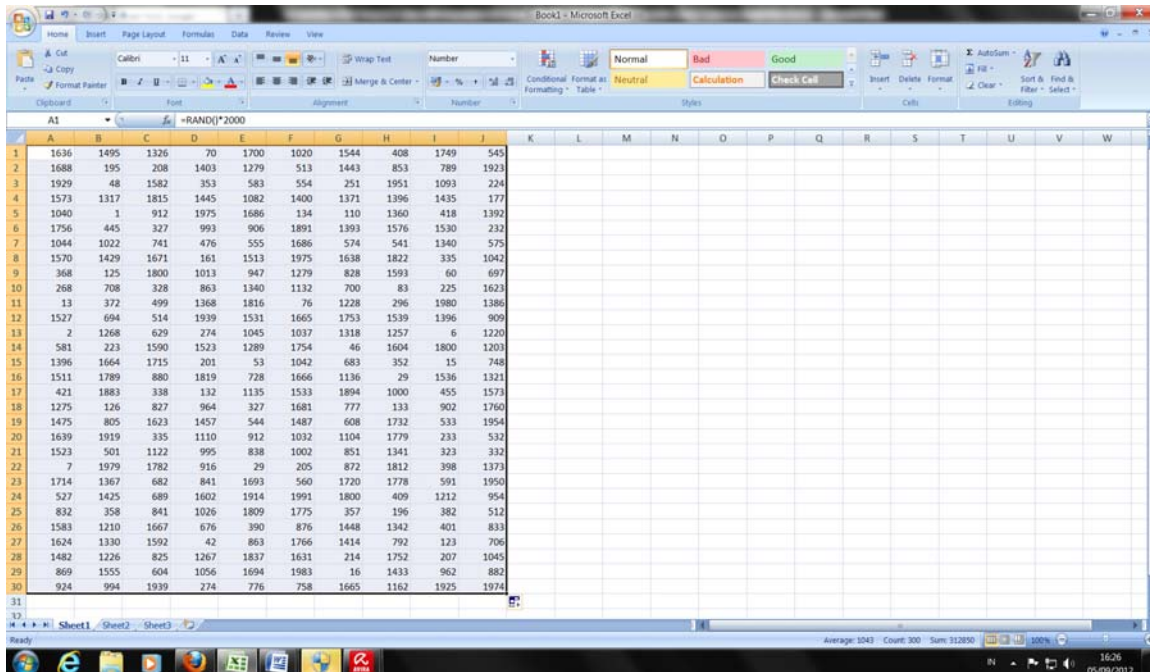 Book1 - Microsoft Excel
Home Insert Page Layout Formulas Data Review View
Cut
Copy
Format Painter
Paste
Calibri 11
Wrap Text
Merge & Center
Number
Conditional Formatting
Format as Table
Normal Bad Good
Neutral Calculation Check Cell
Insert Delete Format
AutoSum
Fill
Clear
Sort & Filter
Find & Select
Clipboard Font Alignment Number Styles Cells Editing
A1 =RAND()*2000
A B C D E F G H I J K L M N O P Q R S T U V W
1 1636 1495 1326 70 1700 1020 1544 408 1749 545
2 1688 195 208 1403 1279 513 1443 853 789 1923
3 1929 48 1582 353 583 554 251 1951 1093 224
4 1573 1317 1815 1445 1082 1400 1371 1396 1435 177
5 1040 1 912 1975 1686 134 110 1360 418 1392
6 1756 445 327 993 906 1891 1393 1576 1530 232
7 1044 1022 741 476 555 1686 574 541 1340 575
8 1570 1429 1671 161 1513 1975 1638 1822 335 1042
9 368 125 1800 1013 947 1279 828 1593 60 697
10 268 708 328 863 1340 1132 700 83 225 1623
11 13 372 499 1368 1816 76 1228 296 1980 1386
12 1527 694 514 1939 1531 1665 1753 1539 1396 909
13 2 1268 629 274 1045 1037 1318 1257 6 1220
14 581 223 1590 1523 1289 1754 46 1604 1800 1203
15 1396 1664 1715 201 53 1042 683 352 15 748
16 1511 1789 880 1819 728 1666 1136 29 1536 1321
17 421 1883 338 132 1135 1533 1894 1000 455 1573
18 1275 126 827 964 327 1681 777 133 902 1760
19 1475 805 1623 1457 544 1487 608 1732 533 1954
20 1639 1919 335 1110 912 1032 1104 1779 233 532
21 1523 501 1122 995 838 1002 851 1341 323 332
22 7 1979 1782 916 29 205 872 1812 398 1373
23 1714 1367 682 841 1693 560 1720 1778 591 1950
24 527 1425 689 1602 1914 1991 1800 409 1212 954
25 832 358 841 1026 1809 1775 357 196 382 512
26 1583 1210 1667 676 390 876 1448 1342 401 833
27 1624 1330 1592 42 863 1766 1414 792 123 706
28 1482 1226 825 1267 1837 1631 214 1752 207 1045
29 869 1555 604 1056 1694 1983 16 1433 962 882
30 924 994 1939 274 776 758 1665 1162 1925 1974
31
32
Sheet1 Sheet2 Sheet3
Ready Average: 1043 Count: 300 Sum: 312850 100%
IN 16:26
05/09/2012